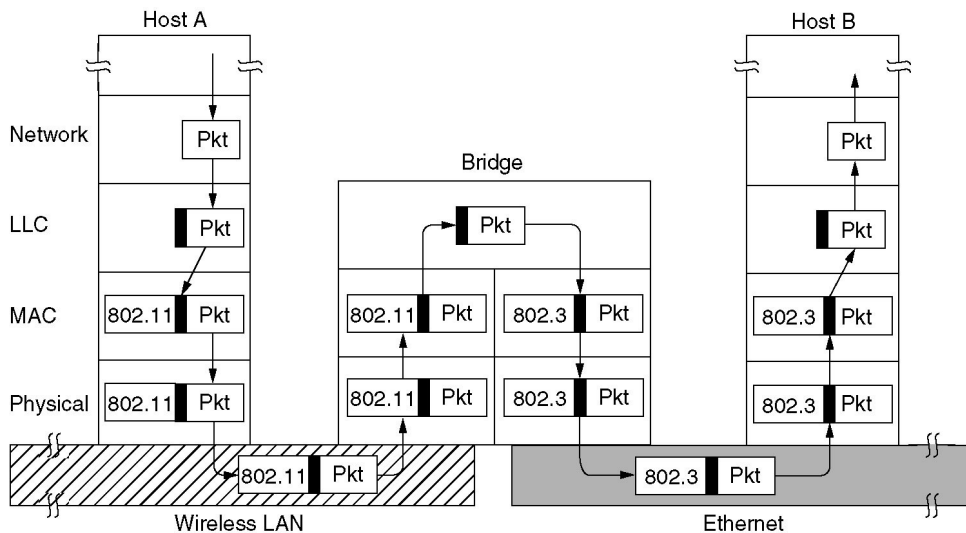 Host A
Host B
Network
Pkt
Pkt
Bridge
LLC
Pkt
Pkt
Pkt
MAC
802.11 Pkt
802.11 Pkt
802.3 Pkt
802.3 Pkt
Physical
802.11 Pkt
802.11 Pkt
802.3 Pkt
802.3 Pkt
802.11 Pkt
802.3 Pkt
Wireless LAN
Ethernet